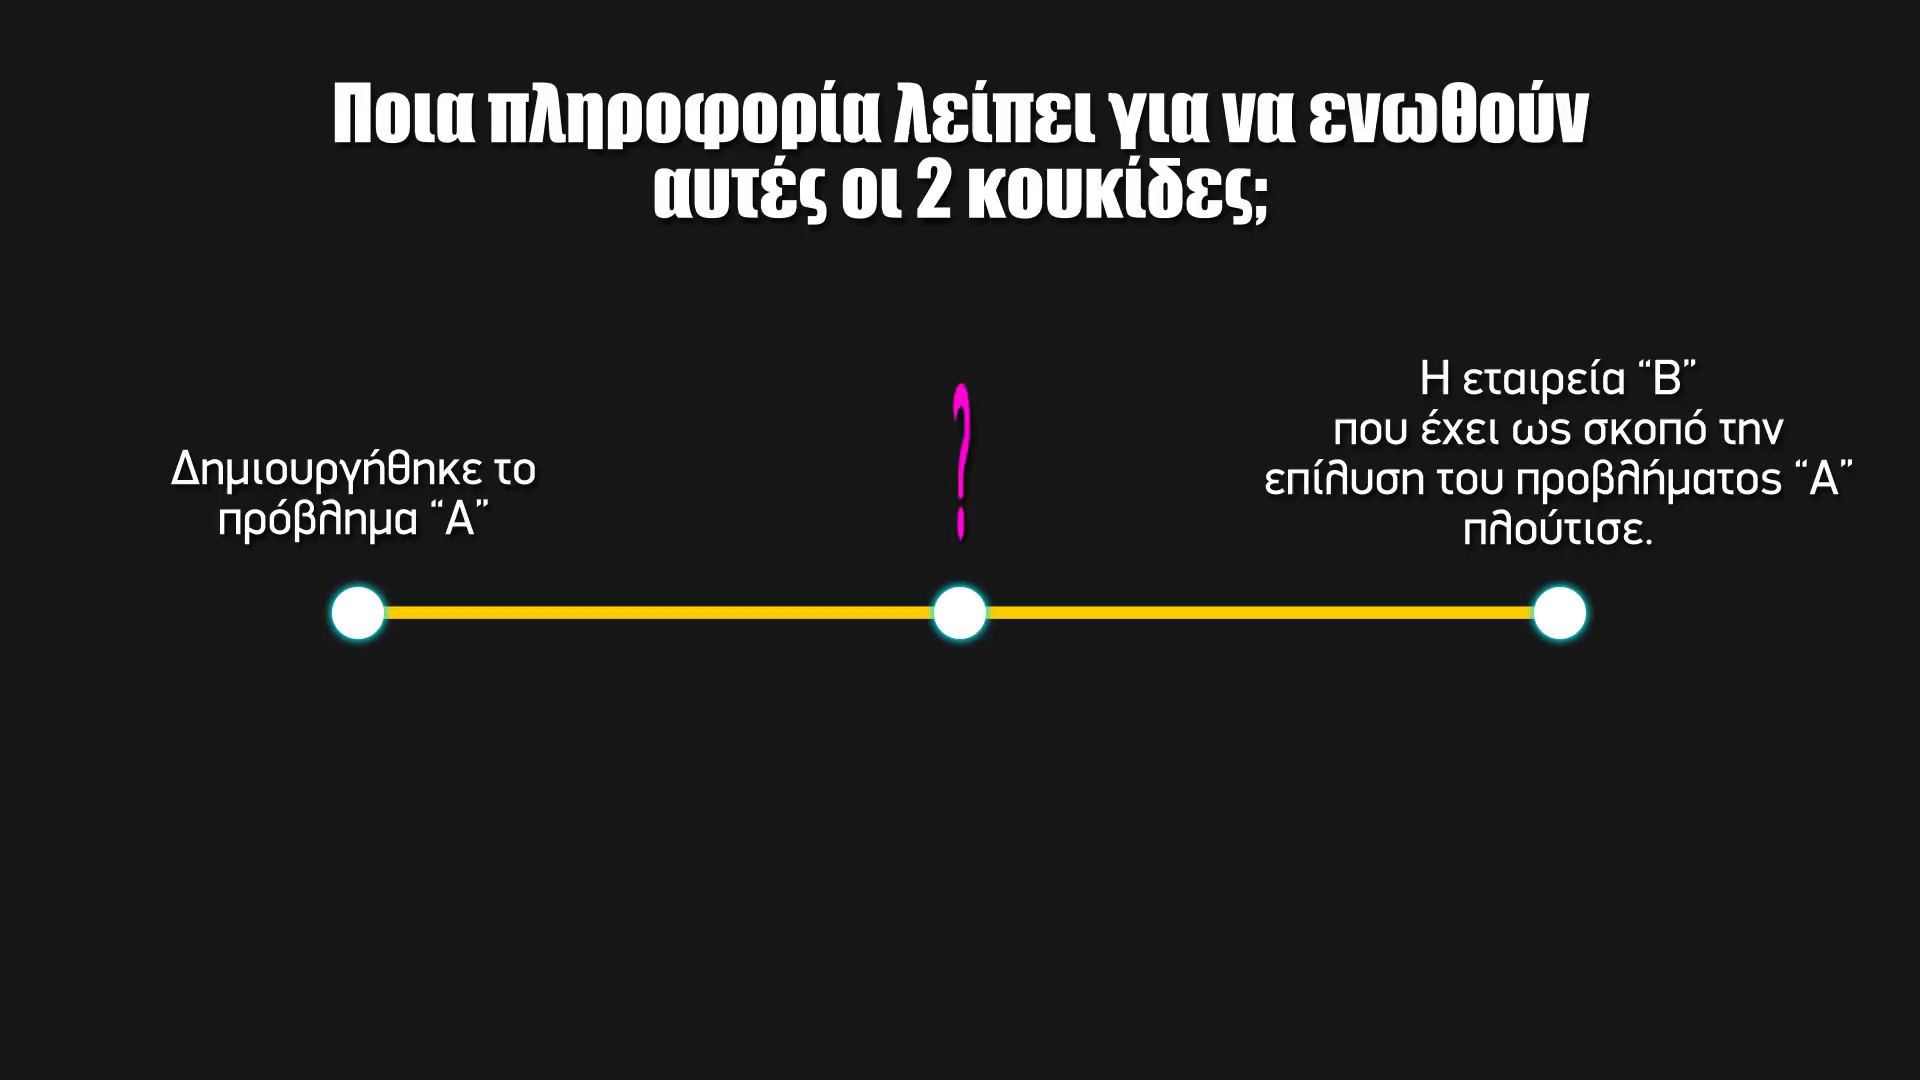 Ποια πληροφορία λείπει για να ενωθούν
αυτές οι 2 κουκίδες;
?
Δημιουργήθηκε το
πρόβλημα “Α”
Η εταιρεία “Β”
που έχει ως σκοπό την
επίλυση του προβλήματος “Α”
πλούτισε.